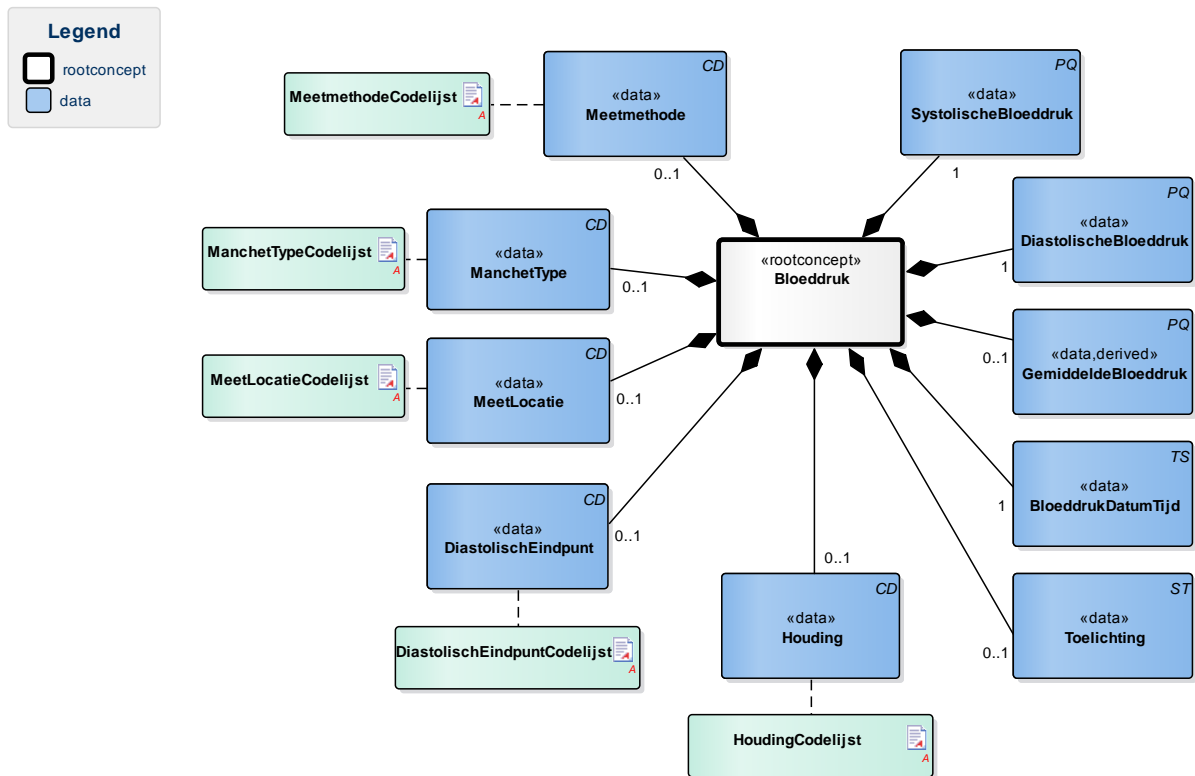 Legend
rootconcept
data
CD
«data»
Meetmethode
0..1
MeetmethodeCodelijst
A
PQ
«data»
SystolischeBloeddruk
1
ManchetTypeCodelijst
A
CD
«data»
ManchetType
0..1
«rootconcept»
Bloeddruk
PQ
«data»
DiastolischeBloeddruk
1
MeetLocatieCodelijst
A
CD
«data»
MeetLocatie
0..1
PQ
«data,derived»
GemiddeldeBloeddruk
0..1
CD
«data»
DiastolischEindpunt
0..1
TS
«data»
BloeddrukDatumTijd
1
DiastolischEindpuntCodelijst
A
0..1
CD
«data»
Houding
ST
«data»
Toelichting
0..1
HoudingCodelijst
A